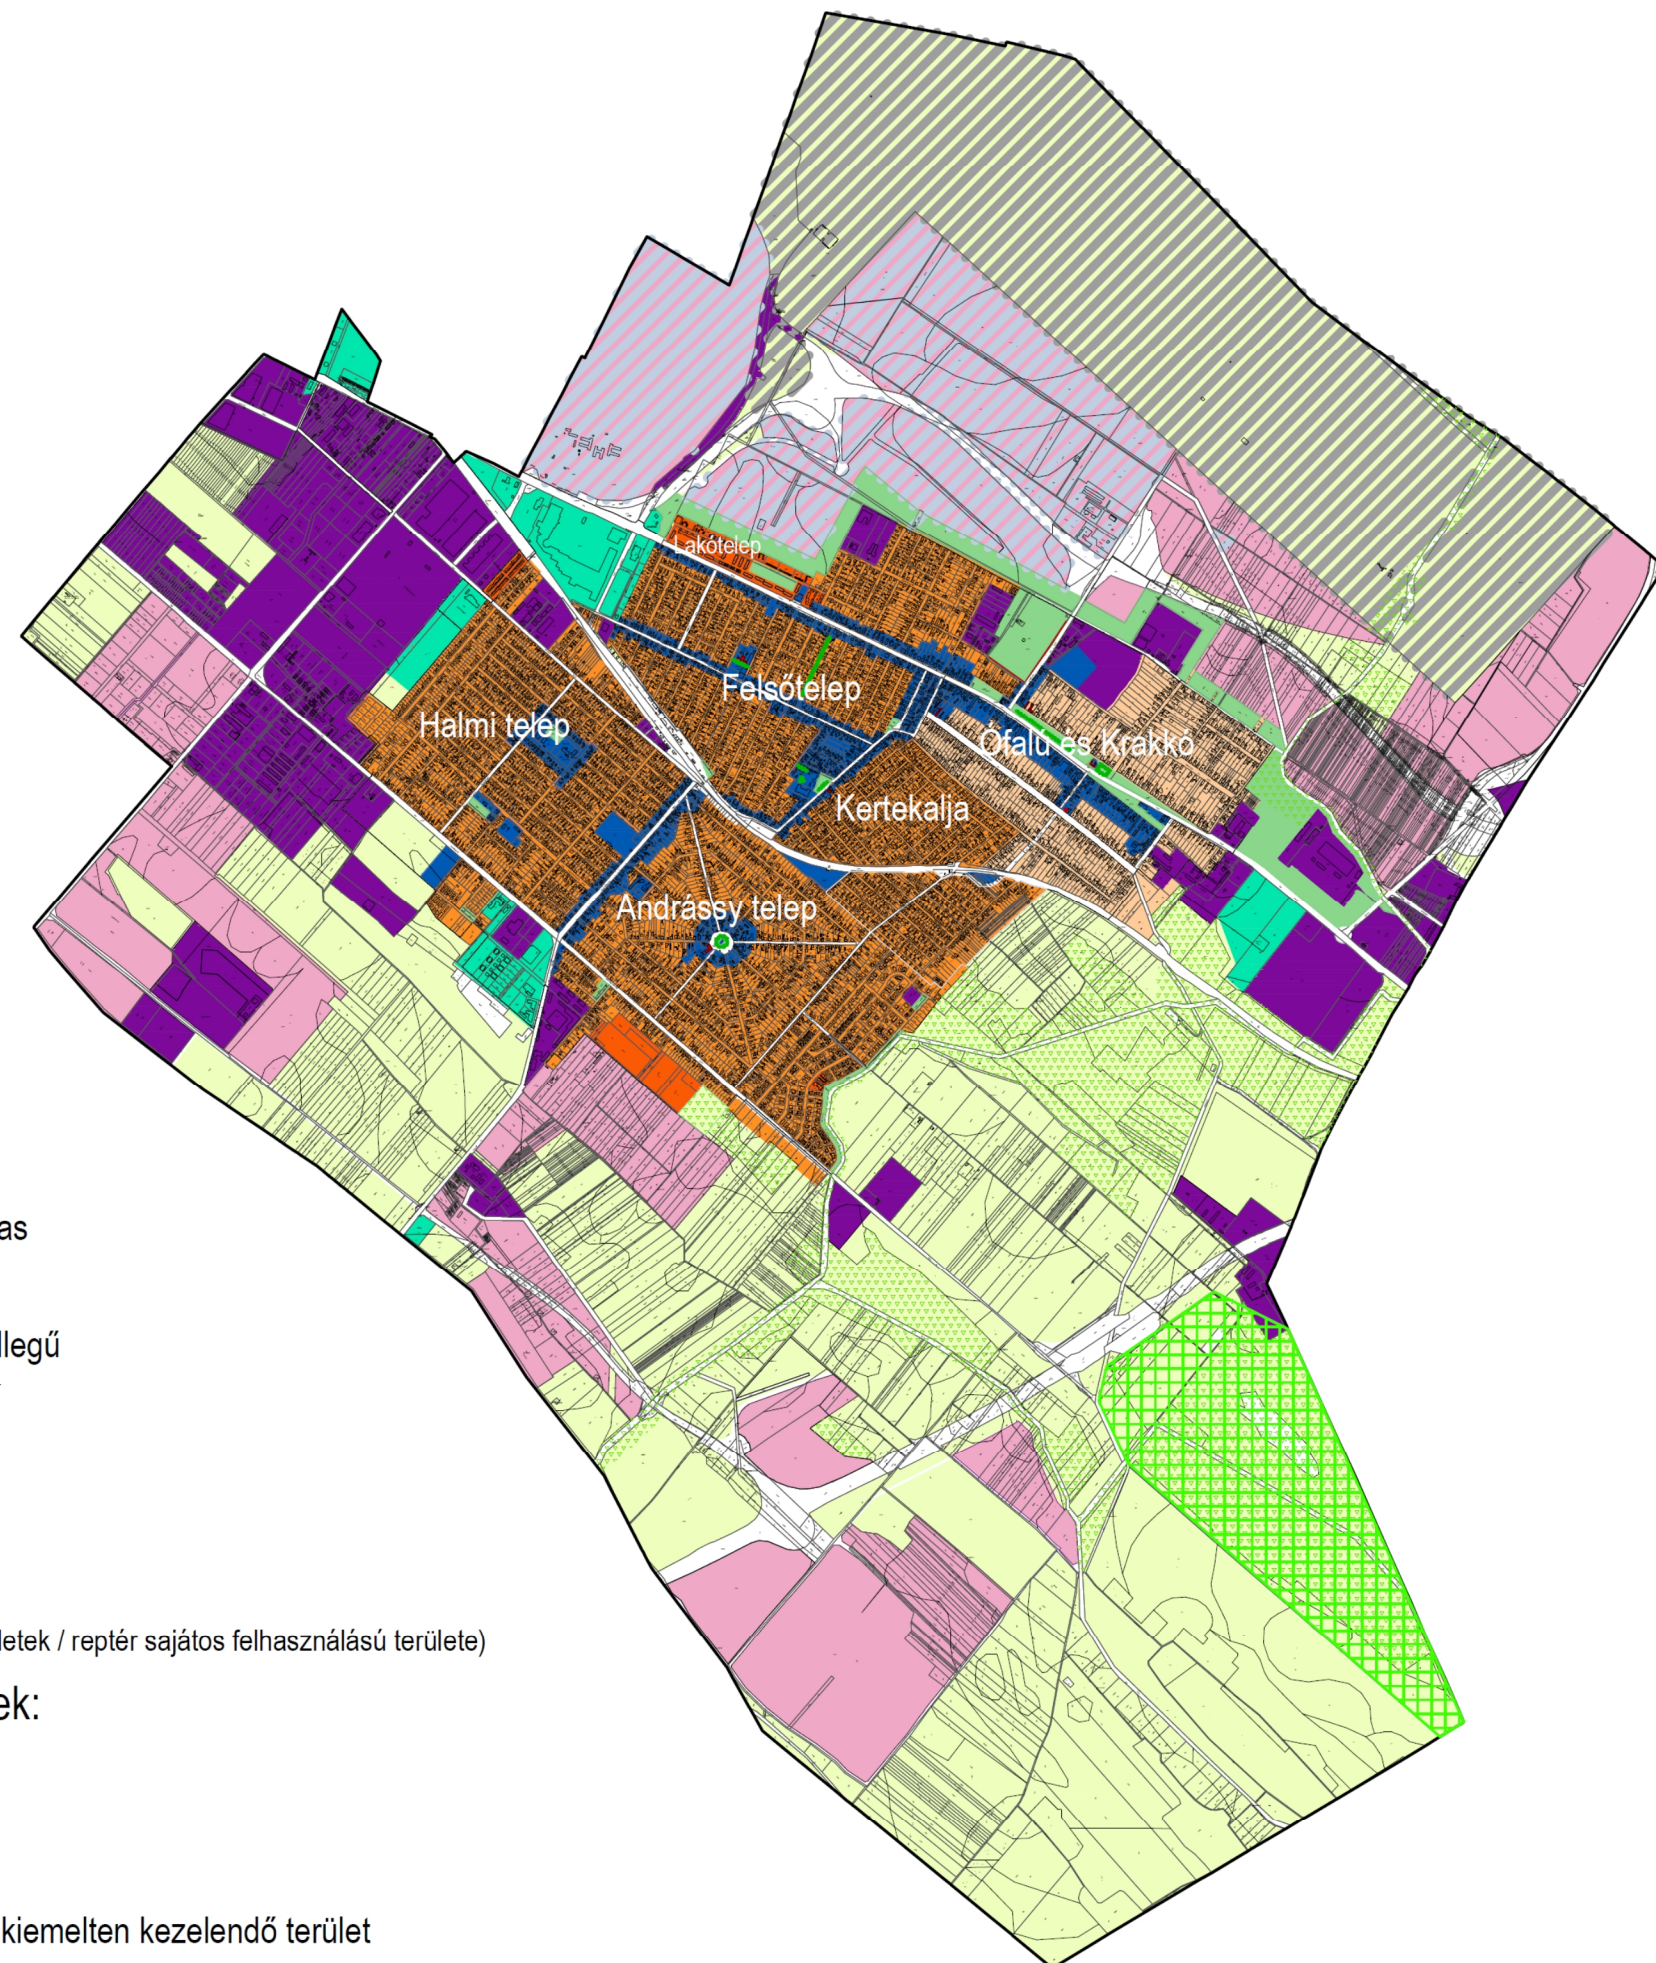 Lakótelep
Felsőtelep
Halmi telep
Ófalu és Krakkó
Kertekalja
Andrássy telep
as
llegű
letek / reptér sajátos felhasználású területe)
ek:
kiemelten kezelendő terület